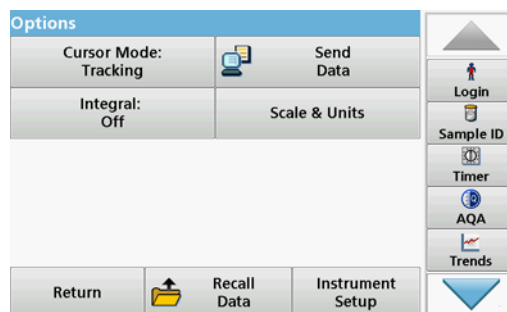 Options
Cursor Mode:
Tracking
Send
Data
Integral:
Off
Scale & Units
Return
Recall
Data
Instrument
Setup
Login
Sample ID
Timer
AQA
Trends